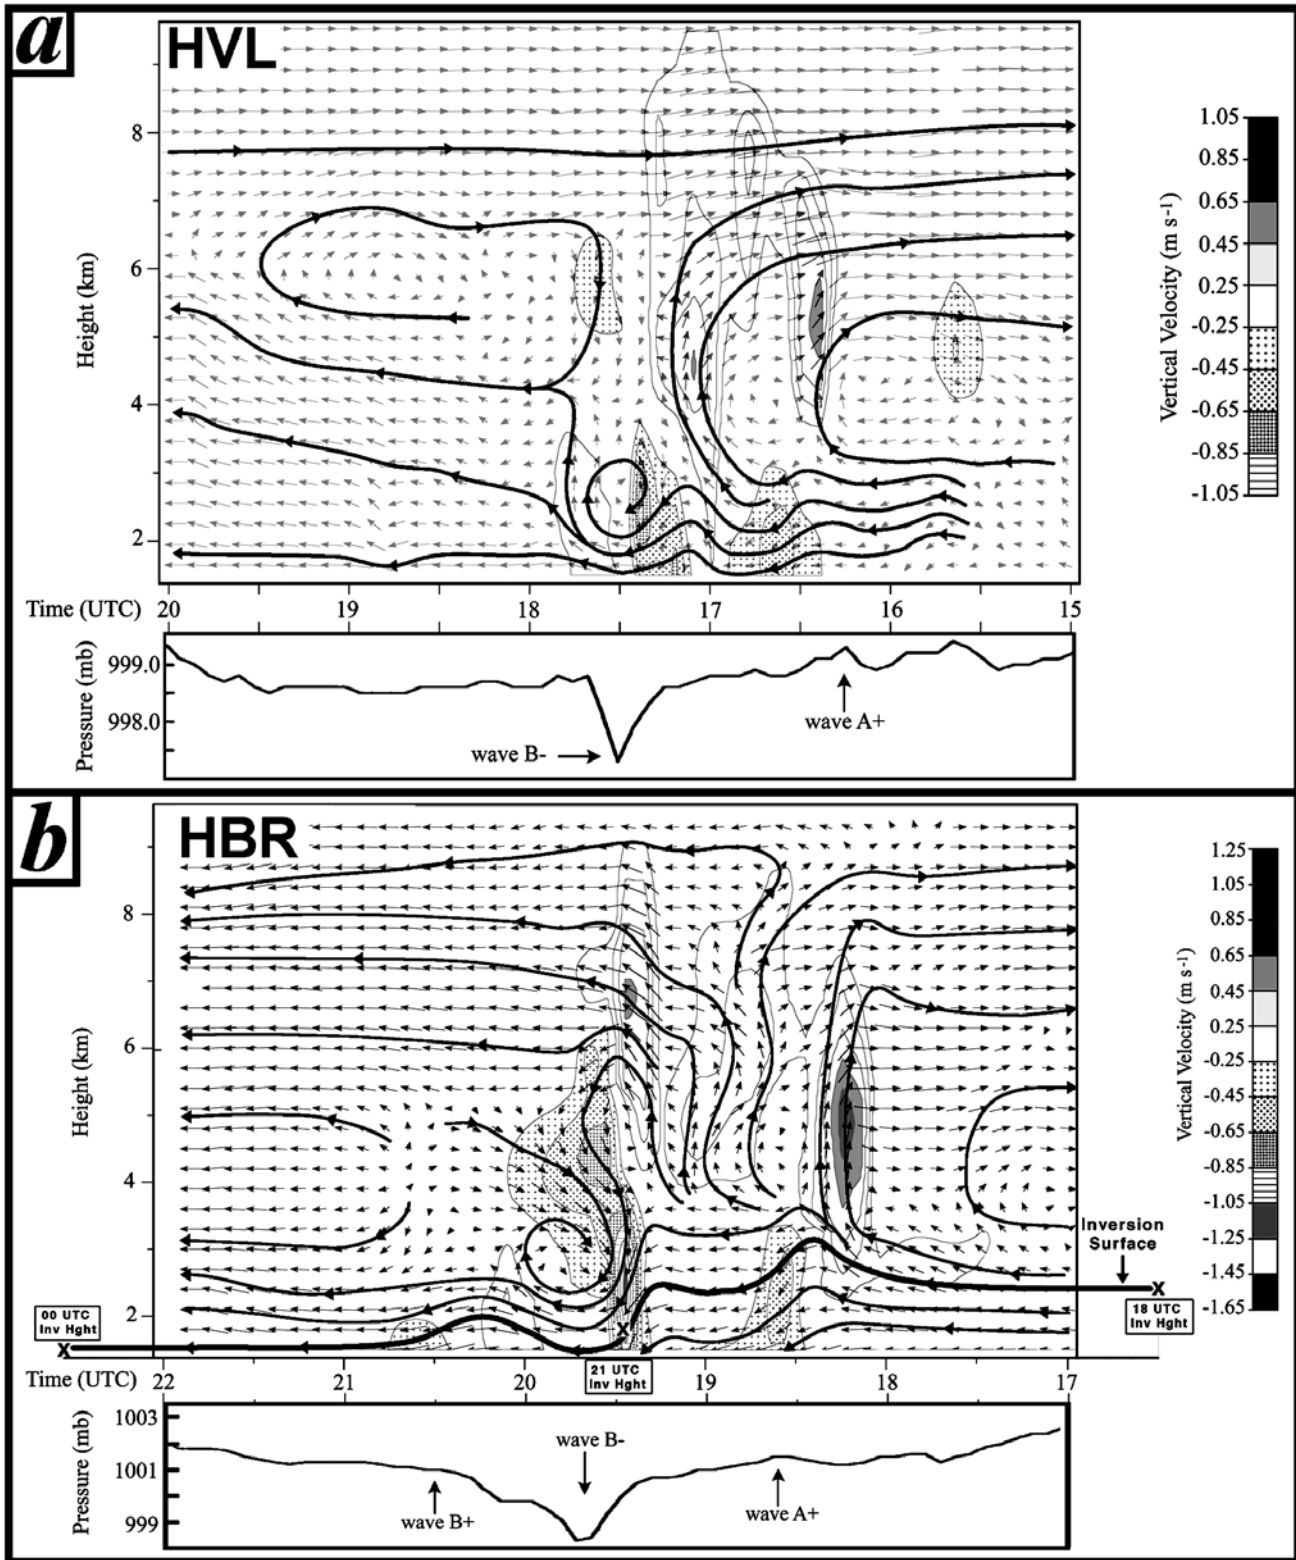 a
HVL
8
6
4
2
Height (km)
1.05
0.85
0.65
0.45
0.25
-0.25
-0.45
-0.65
-0.85
-1.05
Vertical Velocity (m s-1)
Time (UTC)
20
19
18
17
16
15
999.0
998.0
Pressure (mb)
wave A+
wave B-
b
HBR
8
6
4
2
Height (km)
1.25
1.05
0.85
0.65
0.45
0.25
-0.25
-0.45
-0.65
-0.85
-1.05
-1.25
-1.45
-1.65
Vertical Velocity (m s-1)
Inversion
Surface
X
18 UTC
Inv Hght
00 UTC
Inv Hght
X
X
21 UTC
Inv Hght
Time (UTC)
22
21
20
19
18
17
1003
1001
999
Pressure (mb)
wave B-
wave B+
wave A+